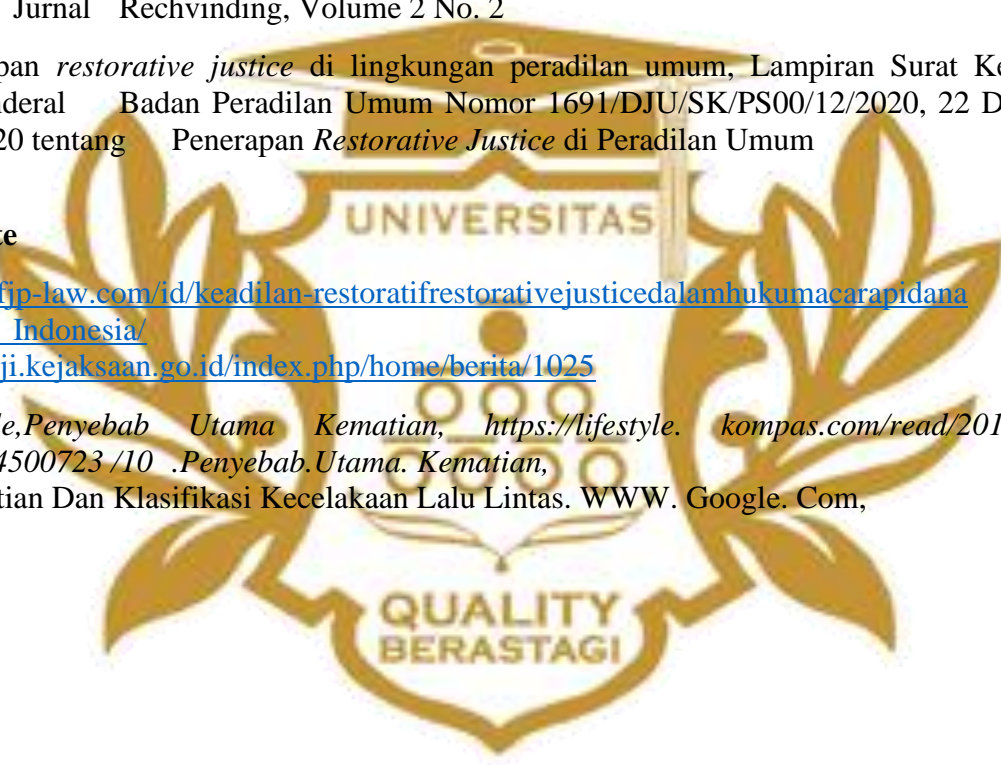 Jurnal Rechvinding, Volume 2 No. 2
pan restorative justice di lingkungan peradilan umum, Lampiran Surat Ke
nderal Badan Peradilan Umum Nomor 1691/DJU/SK/PS00/12/2020, 22 D
20 tentang Penerapan Restorative Justice di Peradilan Umum
UNIVERSITAS
te
fjp-law.com/id/keadilan-restoratifrestorativejusticedalamhukumacarapidana
_Indonesia/
ji.kejaksaan.go.id/index.php/home/berita/1025
le,Penyebab Utama Kematian, https://lifestyle. kompas.com/read/201
4500723 /10 .Penyebab.Utama. Kematian,
tian Dan Klasifikasi Kecelakaan Lalu Lintas. WWW. Google. Com,
QUALITY
BERASTAGI